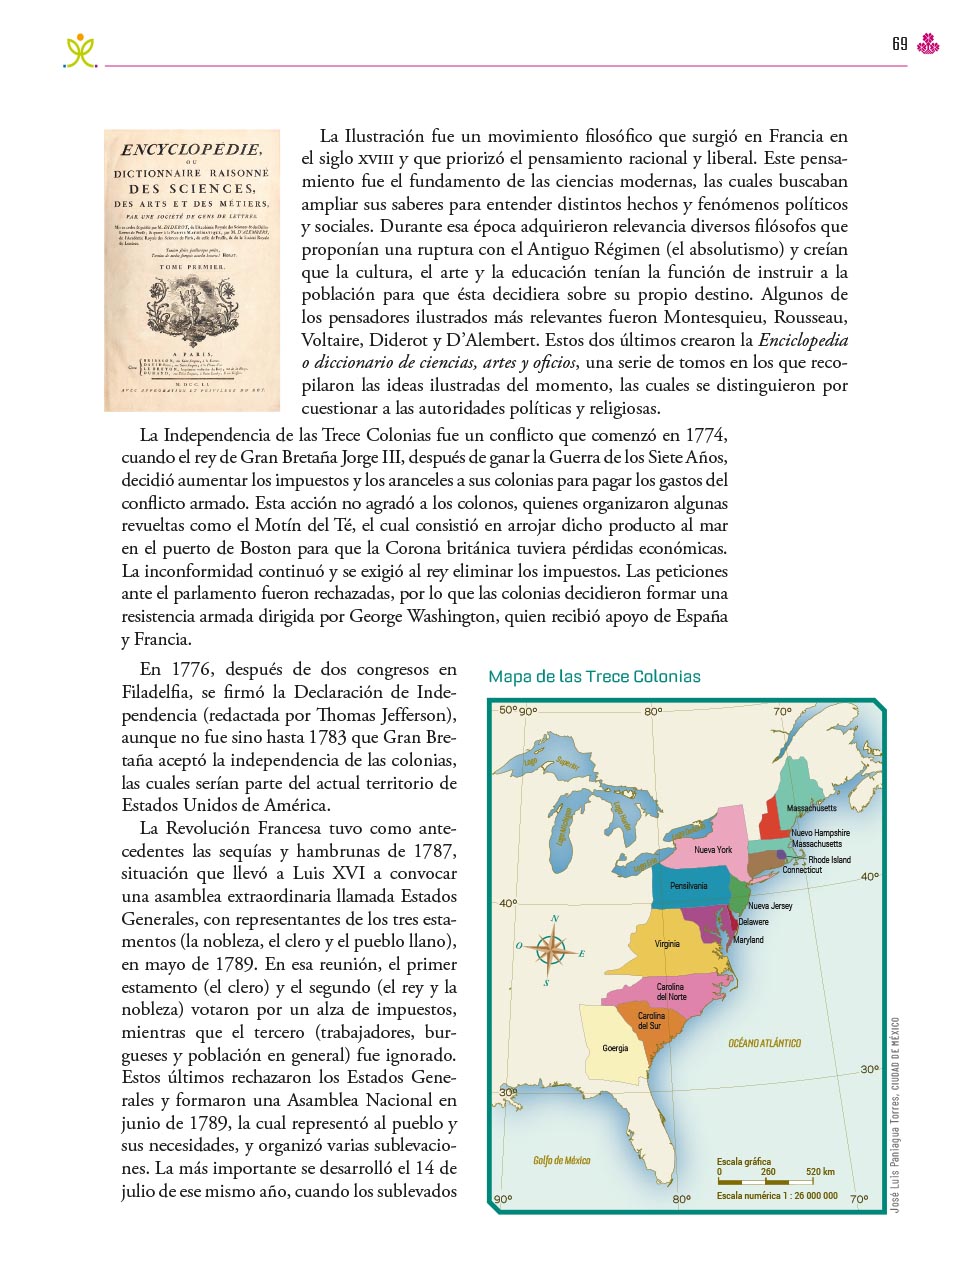 69
ENCYCLOPEDIE,
OU
DICTIONNAIRE RAISONNÉ
DES SCIENCES,
DES ARTS ET DES MÉTIERS,
PAR UNE SOCIETÉ DE GENS DE LETTRES.
TOME PREMIER.
A PARIS,
M. DCC. LI.
AVEC APPROBATION ET PRIVILEGE DU ROY.
La Ilustración fue un movimiento filosófico que surgió en Francia en
el siglo XVIII y que priorizó el pensamiento racional y liberal. Este pensa-
miento fue el fundamento de las ciencias modernas, las cuales buscaban
ampliar sus saberes para entender distintos hechos y fenómenos políticos
y sociales. Durante esa época adquirieron relevancia diversos filósofos que
proponían una ruptura con el Antiguo Régimen (el absolutismo) y creían
que la cultura, el arte y la educación tenían la función de instruir a la
población para que ésta decidiera sobre su propio destino. Algunos de
los pensadores ilustrados más relevantes fueron Montesquieu, Rousseau,
Voltaire, Diderot y D’Alembert. Estos dos últimos crearon la Enciclopedia
o diccionario de ciencias, artes y oficios, una serie de tomos en los que reco-
pilaron las ideas ilustradas del momento, las cuales se distinguieron por
cuestionar a las autoridades políticas y religiosas.
La Independencia de las Trece Colonias fue un conflicto que comenzó en 1774,
cuando el rey de Gran Bretaña Jorge III, después de ganar la Guerra de los Siete Años,
decidió aumentar los impuestos y los aranceles a sus colonias para pagar los gastos del
conflicto armado. Esta acción no agradó a los colonos, quienes organizaron algunas
revueltas como el Motín del Té, el cual consistió en arrojar dicho producto al mar
en el puerto de Boston para que la Corona británica tuviera pérdidas económicas.
La inconformidad continuó y se exigió al rey eliminar los impuestos. Las peticiones
ante el parlamento fueron rechazadas, por lo que las colonias decidieron formar una
resistencia armada dirigida por George Washington, quien recibió apoyo de España
y Francia.
En 1776, después de dos congresos en
Filadelfia, se firmó la Declaración de Inde-
pendencia (redactada por Thomas Jefferson),
aunque no fue sino hasta 1783 que Gran Bre-
taña aceptó la independencia de las colonias,
las cuales serían parte del actual territorio de
Estados Unidos de América.
La Revolución Francesa tuvo como ante-
cedentes las sequías y hambrunas de 1787,
situación que llevó a Luis XVI a convocar
una asamblea extraordinaria llamada Estados
Generales, con representantes de los tres esta-
mentos (la nobleza, el clero y el pueblo llano),
en mayo de 1789. En esa reunión, el primer
estamento (el clero) y el segundo (el rey y la
nobleza) votaron por un alza de impuestos,
mientras que el tercero (trabajadores, bur-
gueses y población en general) fue ignorado.
Estos últimos rechazaron los Estados Gene-
rales y formaron una Asamblea Nacional en
junio de 1789, la cual representó al pueblo y
sus necesidades, y organizó varias sublevacio-
nes. La más importante se desarrolló el 14 de
julio de ese mismo año, cuando los sublevados
Mapa de las Trece Colonias
50° 90° 80° 70°
Lago Superior
Lago Michigan
Lago Hurón
Massachusetts
Nuevo Hampshire
Massachusetts
Nueva York
Rhode Island
Connecticut
Pensilvania
40°
40°
Nueva Jersey
Delawere
Maryland
N
O
E
S
Virginia
Carolina
del Norte
Carolina
del Sur
Goergia
OCÉANO ATLÁNTICO
30°
30°
Golfo de México
Escala gráfica
0 260 520 km
Escala numérica 1 : 26 000 000
90° 80° 70°
José Luis Paniagua Torres, CIUDAD DE MÉXICO